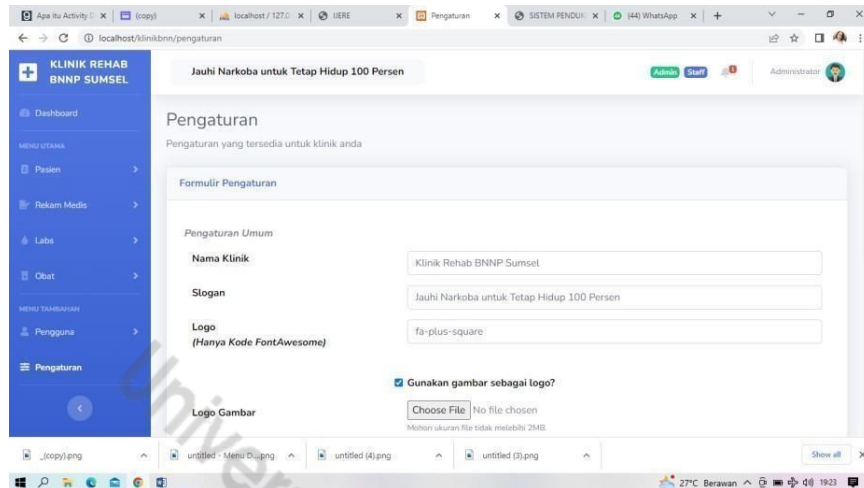 Apa itu Activity D
(copy)
localhost / 127.0
IJERE
Pengaturan
SISTEM PENDUK
(44) WhatsApp
localhost/klinikbnn/pengaturan
KLINIK REHAB
BNNP SUMSEL
Jauhi Narkoba untuk Tetap Hidup 100 Persen
Admin Staff
0
Administrator
Dashboard
MENU UTAMA
Pasien
Rekam Medis
Labs
Obat
MENU TAMBAHAN
Pengguna
Pengaturan
Pengaturan
Pengaturan yang tersedia untuk klinik anda
Formulir Pengaturan
Pengaturan Umum
Nama Klinik
Klinik Rehab BNNP Sumsel
Slogan
Jauhi Narkoba untuk Tetap Hidup 100 Persen
Logo
(Hanya Kode FontAwesome)
fa-plus-square
Gunakan gambar sebagai logo?
Logo Gambar
Choose File No file chosen
Mohon ukuran file tidak melebihi 2MB.
_(copy).png
untitled - Menu D....png
untitled (4).png
untitled (3).png
Show all
27°C Berawan
19:23